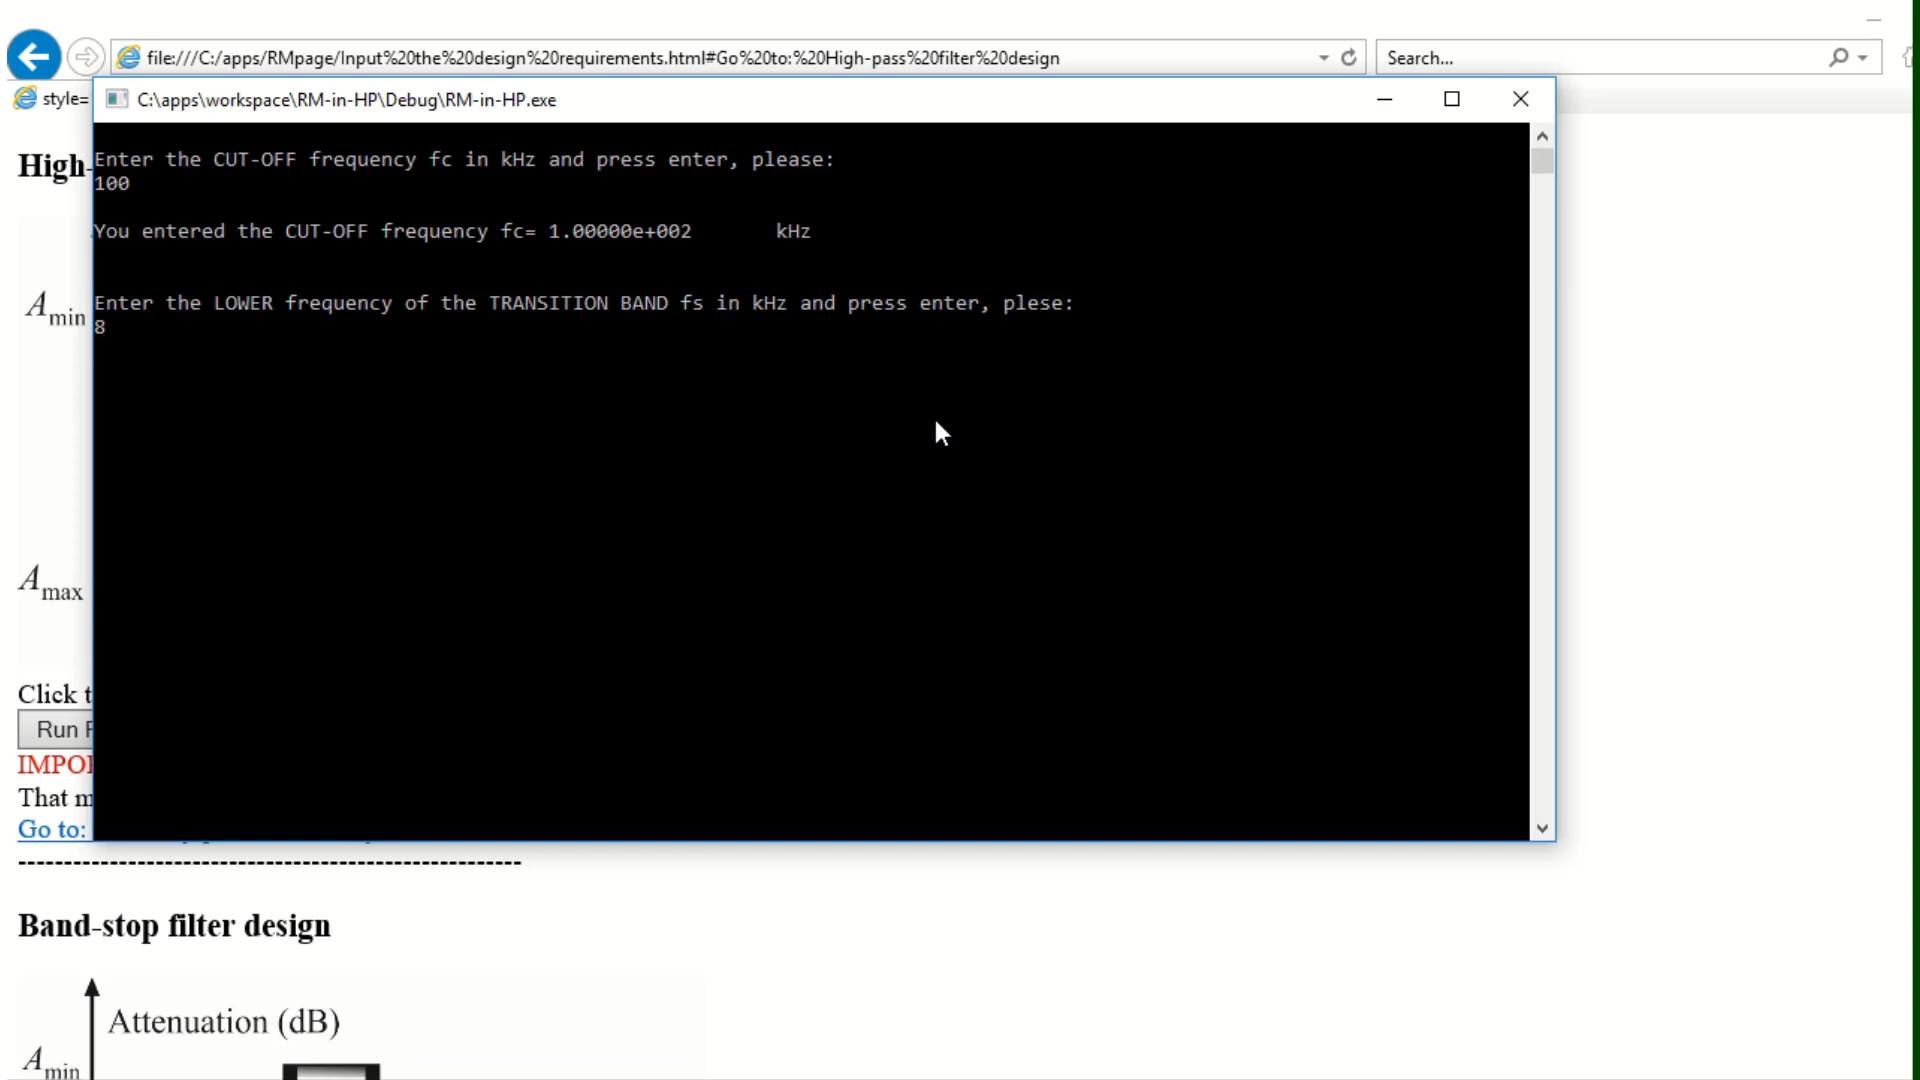 file:///C:/apps/RMpage/Input%20the%20design%20requirements.html#Go%20to:%20High-pass%20filter%20design
Search...
style=
C:\apps\workspace\RM-in-HP\Debug\RM-in-HP.exe
High-
Enter the CUT-OFF frequency fc in kHz and press enter, please:
100
You entered the CUT-OFF frequency fc= 1.00000e+002 kHz
Enter the LOWER frequency of the TRANSITION BAND fs in kHz and press enter, plese:
8
Amin
Amax
Click t
Run
IMPO
That m
Go to:
----------------------------------------------------
Band-stop filter design
Attenuation (dB)
Amin